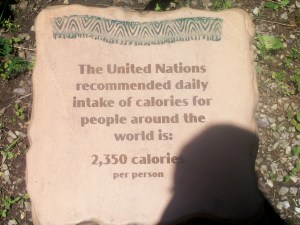 The United Nations
recommended daily
intake of calories for
people around the
world is:
2,350 calories
per person